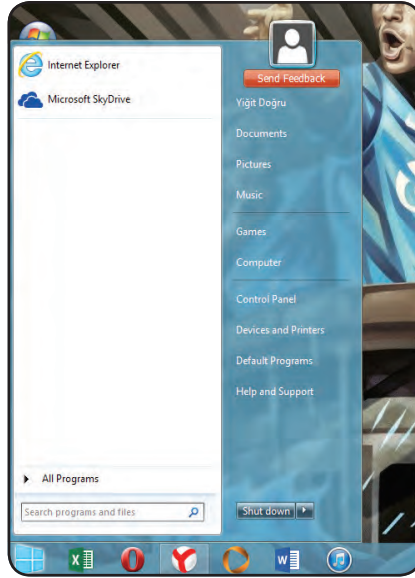 Internet Explorer
Microsoft SkyDrive
All Programs
Search programs and files
Send Feedback
Yiğit Doğru
Documents
Pictures
Music
Games
Computer
Control Panel
Devices and Printers
Default Programs
Help and Support
Shut down